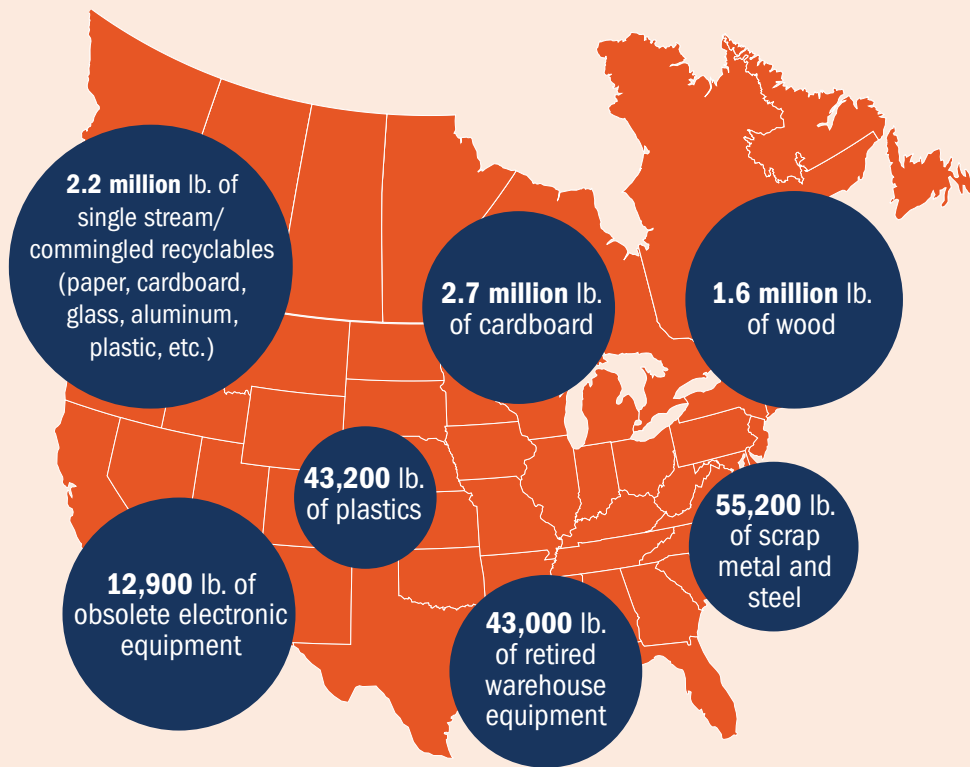 2.2 million lb. of
single stream/
commingled recyclables
(paper, cardboard,
glass, aluminum,
plastic, etc.)
2.7 million lb.
of cardboard
1.6 million lb.
of wood
43,200 lb.
of plastics
55,200 lb.
of scrap
metal and
steel
12,900 lb. of
obsolete electronic
equipment
43,000 lb.
of retired
warehouse
equipment